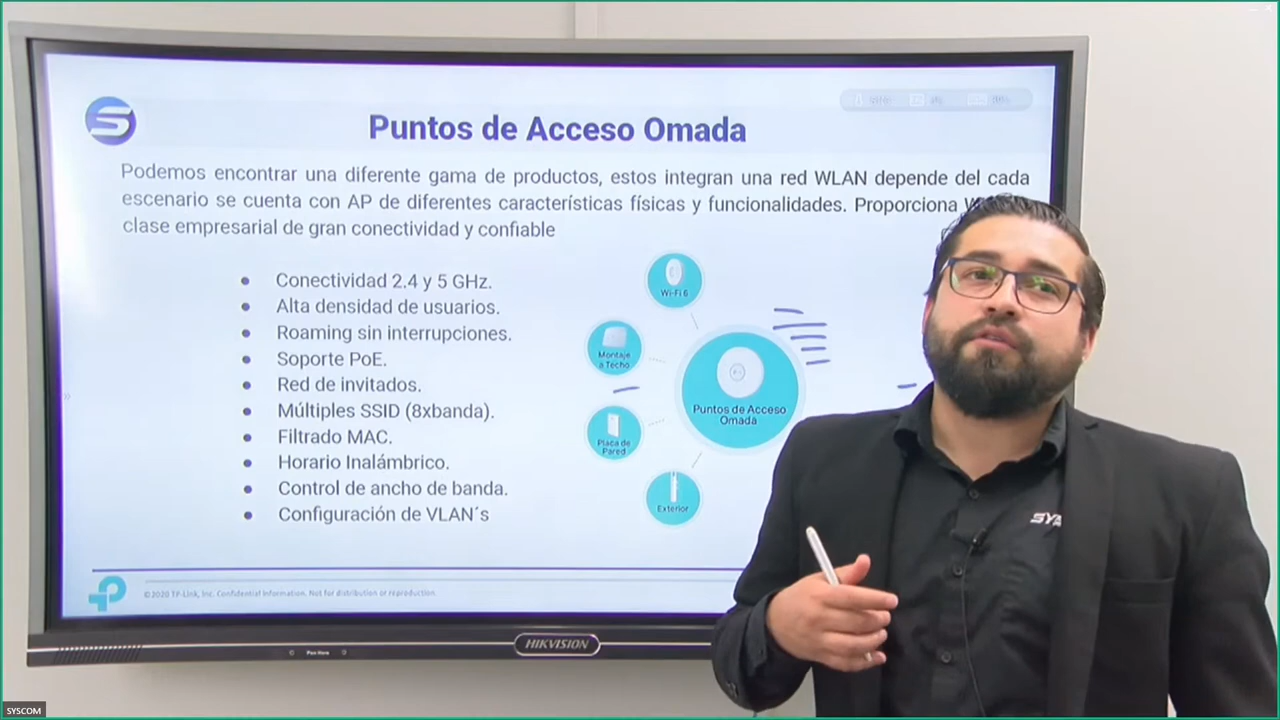 Puntos de Acceso Omada
Podemos encontrar una diferente gama de productos, estos integran una red WLAN depende del cada
escenario se cuenta con AP de diferentes características físicas y funcionalidades. Proporciona
clase empresarial de gran conectividad y confiable
• Conectividad 2.4 y 5 GHz.
• Alta densidad de usuarios.
• Roaming sin interrupciones.
• Soporte PoE.
• Red de invitados.
• Múltiples SSID (8xbanda).
• Filtrado MAC.
• Horario Inalámbrico.
• Control de ancho de banda.
• Configuración de VLAN´s
Wi-Fi 6
Montaje
a Techo
Puntos de Acceso
Omada
Placa de
Pared
Exterior
©2020 TP-Link, Inc. Confidential Information. Not for distribution or reproduction.
HIKVISION
SYSCOM